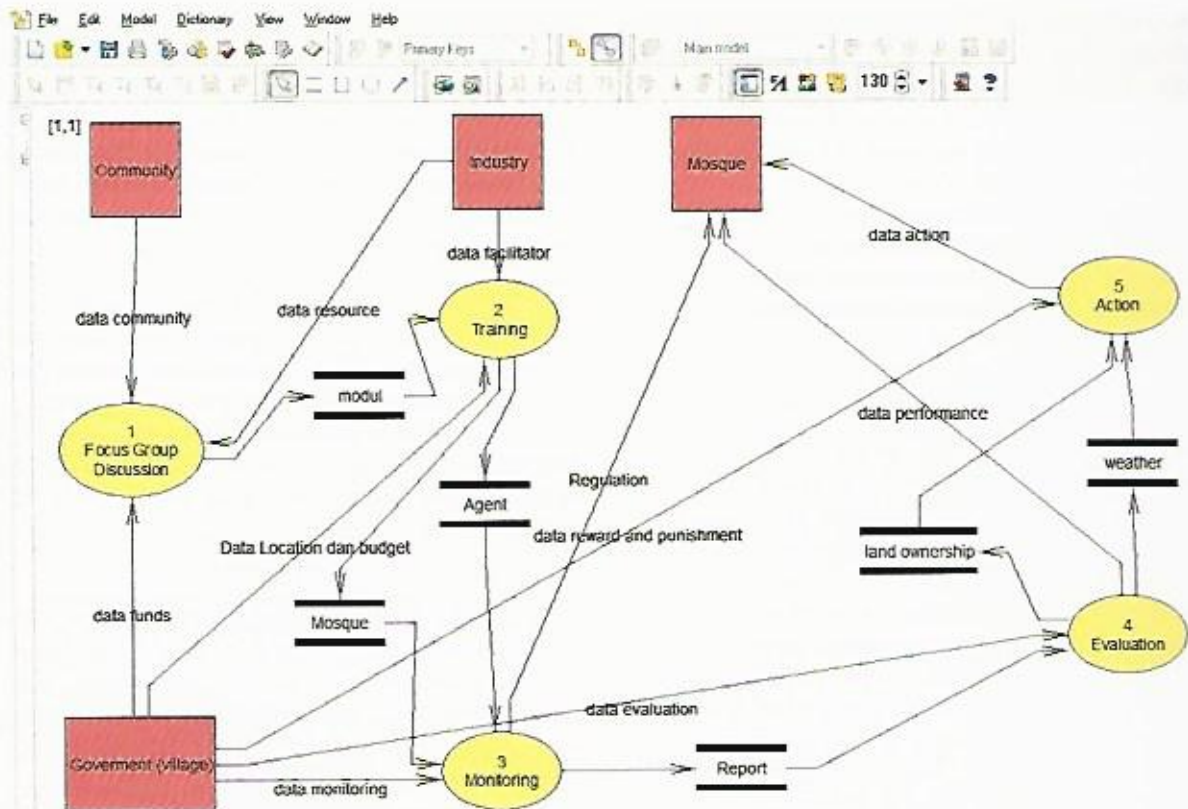 File Edit Model Dictionary View Window Help
Primary Keys
Main model
130
?
[1,1]
Community
Industry
Mosque
data action
data facilitator
5
Action
2
Training
data resource
data community
modul
data performance
1
Focus Group
Discussion
weather
Regulation
Agent
data reward and punishment
Data Location dan budget
land ownership
data funds
Mosque
4
Evaluation
data evaluation
Goverment (village)
3
Monitoring
Report
data monitoring